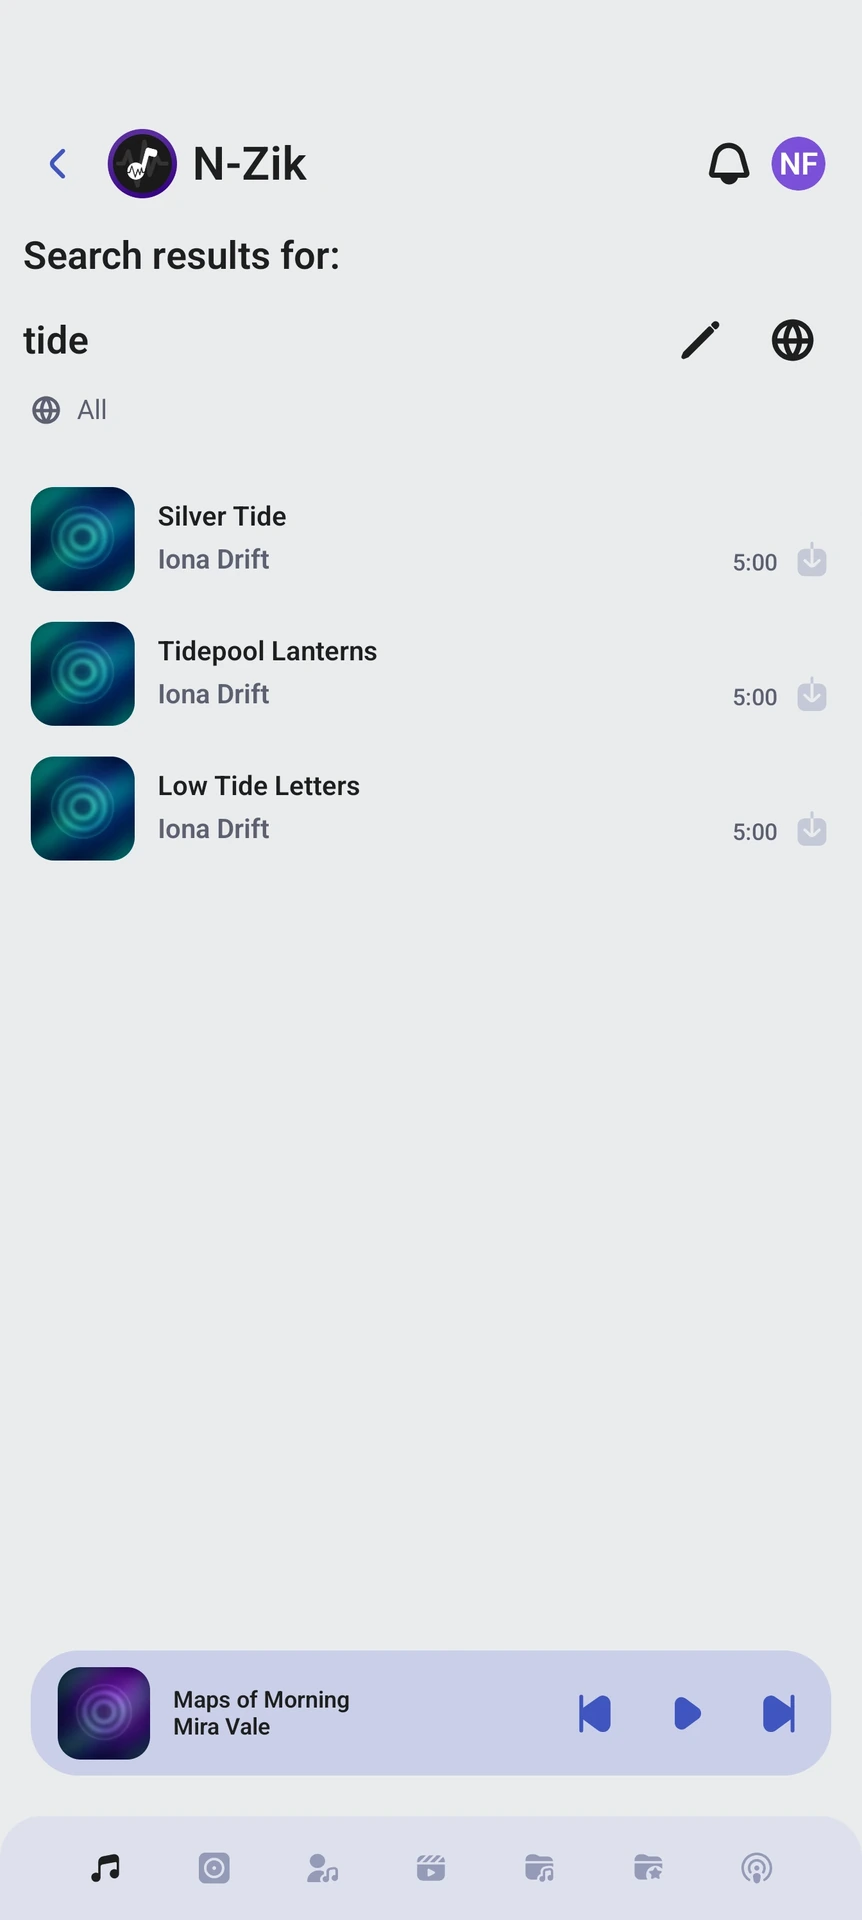 N-Zik
NF
Search results for:
tide
All
Silver Tide
Iona Drift
5:00
Tidepool Lanterns
Iona Drift
5:00
Low Tide Letters
Iona Drift
5:00
Maps of Morning
Mira Vale